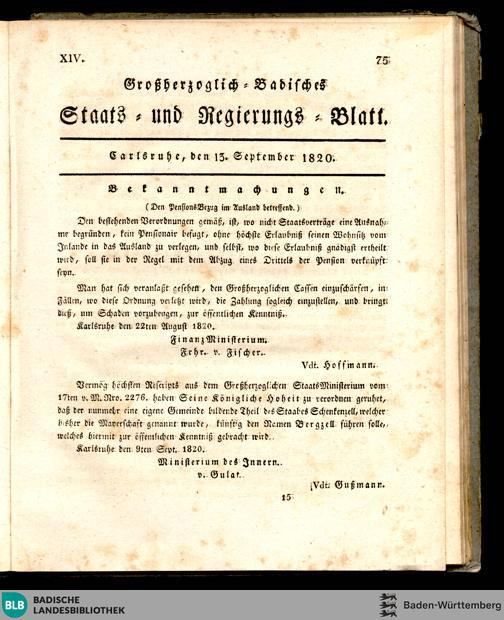 XIV.
75
Großherzoglich-Badisches
Staats- und Regierungs-Blatt.
Carlsruhe, den 13. September 1820.
Bekanntmachungen.
(Den PensionsBezug im Ausland betreffend.)
Den bestehenden Verordnungen gemäß, ist, wo nicht Staatsverträge eine Ausnah-
me begründen, kein Pensionair befugt, ohne höchste Erlaubniß seinen Wohnsitz vom
Inlande in das Ausland zu verlegen, und selbst, wo diese Erlaubniß gnädigst ertheilt
wird, soll sie in der Regel mit dem Abzug eines Drittels der Pension verknüpft
seyn.
Man hat sich veranlaßt gesehen, den Großherzoglichen Cassen einzuschärfen, in
Fällen, wo diese Ordnung verletzt wird, die Zahlung sogleich einzustellen, und bringt
dieß, um Schaden vorzubeugen, zur öffentlichen Kenntniß.
Karlsruhe den 22ten August 1820.
FinanzMinisterium.
Frhr. v. Fischer.
Vdt. Hoffmann.
Vermög höchsten Rescripts aus dem Großherzoglichen StaatsMinisterium vom
17ten v. M. Nro. 2276. haben Seine Königliche Hoheit zu verordnen geruhet,
daß der nunmehr eine eigene Gemeinde bildende Theil des Staabes Schenkenzell, welcher
bisher die Mayerschaft genannt wurde, künftig den Namen Bergzell führen solle,
welches hiermit zur öffentlichen Kenntniß gebracht wird.
Karlsruhe den 9ten Sept. 1820.
Ministerium des Innern.
v. Gulat.
Vdt. Gußmann.
15
BLB BADISCHE
LANDESBIBLIOTHEK
Baden-Württemberg